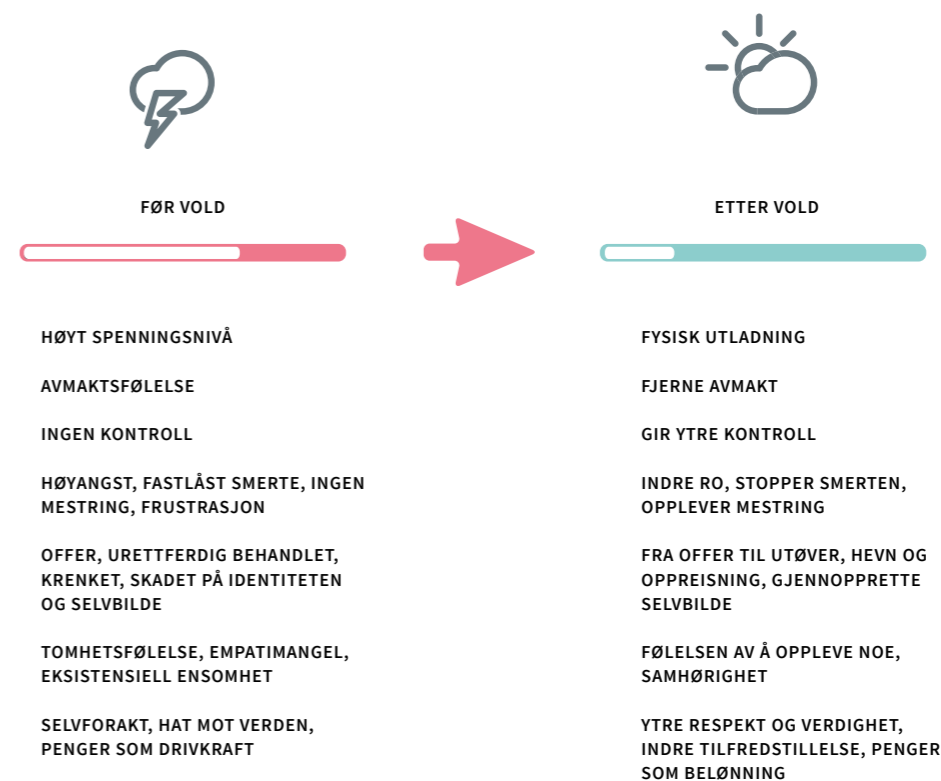 FØR VOLD
HØYT SPENNINGSNIVÅ
AVMAKTSFØLELSE
INGEN KONTROLL
HØYANGST, FASTLÅST SMERTE, INGEN
MESTRING, FRUSTRASJON
OFFER, URETTFERDIG BEHANDLET,
KRENKET, SKADET PÅ IDENTITETEN
OG SELVBILDE
TOMHETSFØLELSE, EMPATIMANGEL,
EKSISTENSIELL ENSOMHET
SELVFORAKT, HAT MOT VERDEN,
PENGER SOM DRIVKRAFT
ETTER VOLD
FYSISK UTLADNING
FJERNE AVMAKT
GIR YTRE KONTROLL
INDRE RO, STOPPER SMERTEN,
OPPLEVER MESTRING
FRA OFFER TIL UTØVER, HEVN OG
OPPREISNING, GJENNOPPRETTE
SELVBILDE
FØLELSEN AV Å OPPLEVE NOE,
SAMHØRIGHET
YTRE RESPEKT OG VERDIGHET,
INDRE TILFREDSTILLELSE, PENGER
SOM BELØNNING